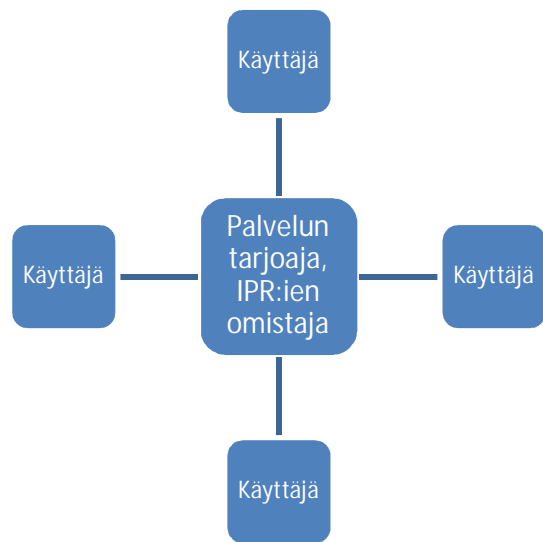 Käyttäjä
Käyttäjä
Palvelun
tarjoaja,
IPR:ien
omistaja
Käyttäjä
Käyttäjä